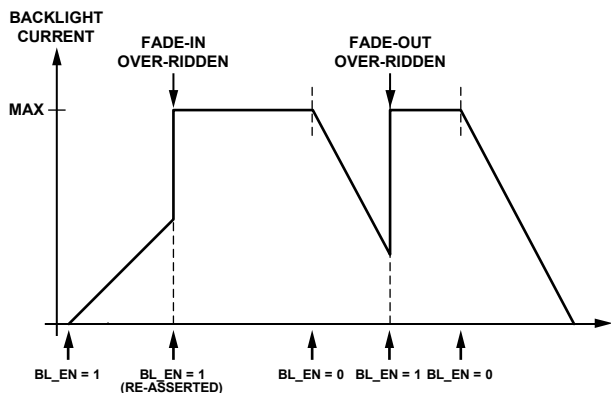 BACKLIGHT
CURRENT
FADE-IN
OVER-RIDDEN
FADE-OUT
OVER-RIDDEN
MAX
BL_EN = 1
BL_EN = 1
(RE-ASSERTED)
BL_EN = 0
BL_EN = 1
BL_EN = 0